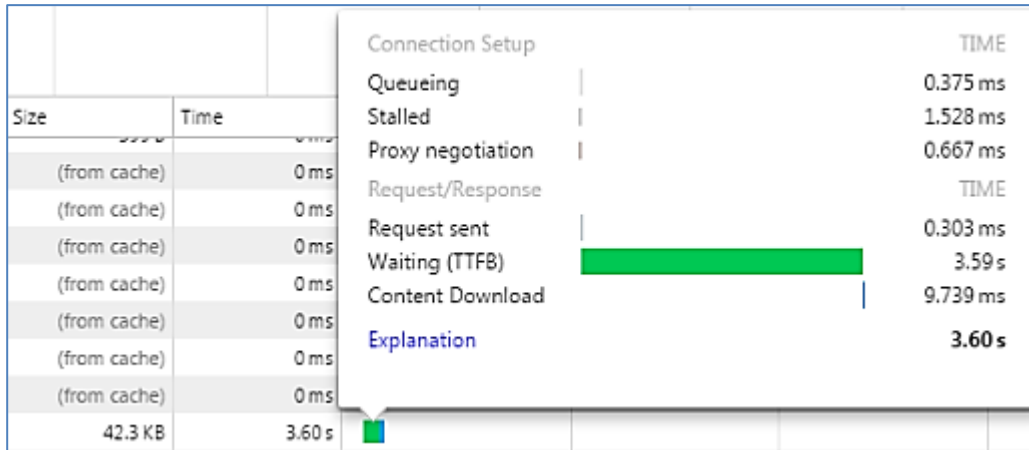 Connection Setup TIME
Queueing 0.375 ms
Stalled 1.528 ms
Proxy negotiation 0.667 ms
Request/Response TIME
Request sent 0.303 ms
Waiting (TTFB) 3.59 s
Content Download 9.739 ms
Explanation 3.60 s
Size Time
(from cache) 0 ms
(from cache) 0 ms
(from cache) 0 ms
(from cache) 0 ms
(from cache) 0 ms
(from cache) 0 ms
(from cache) 0 ms
42.3 KB 3.60 s